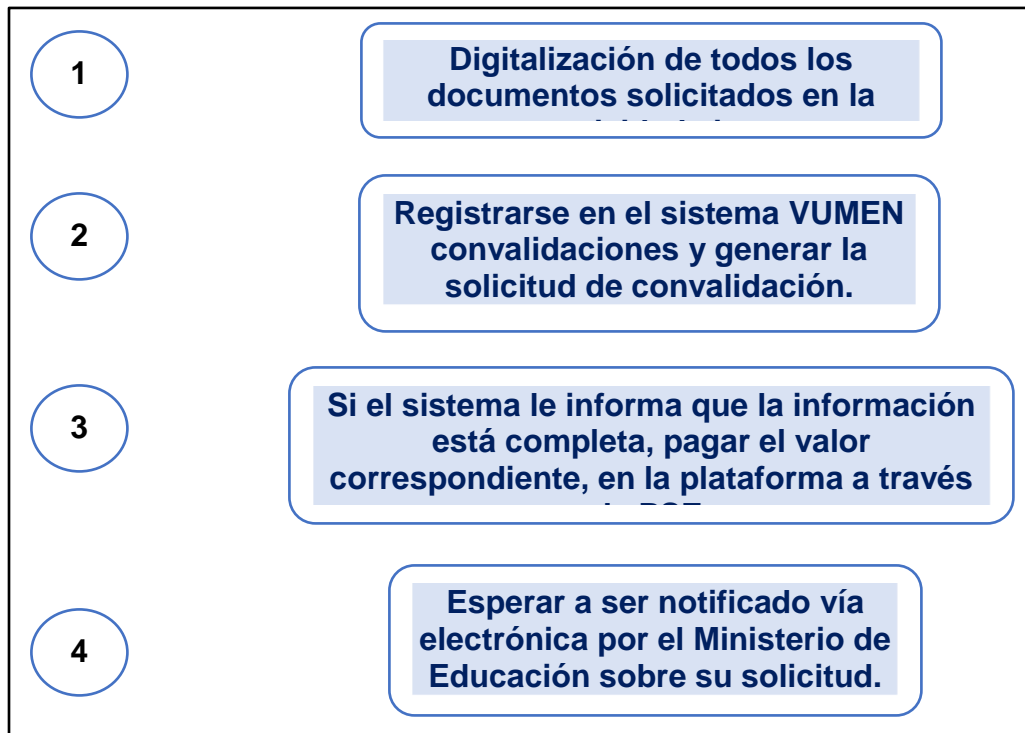 1
Digitalización de todos los
documentos solicitados en la
2
Registrarse en el sistema VUMEN
convalidaciones y generar la
solicitud de convalidación.
3
Si el sistema le informa que la información
está completa, pagar el valor
correspondiente, en la plataforma a través
4
Esperar a ser notificado vía
electrónica por el Ministerio de
Educación sobre su solicitud.